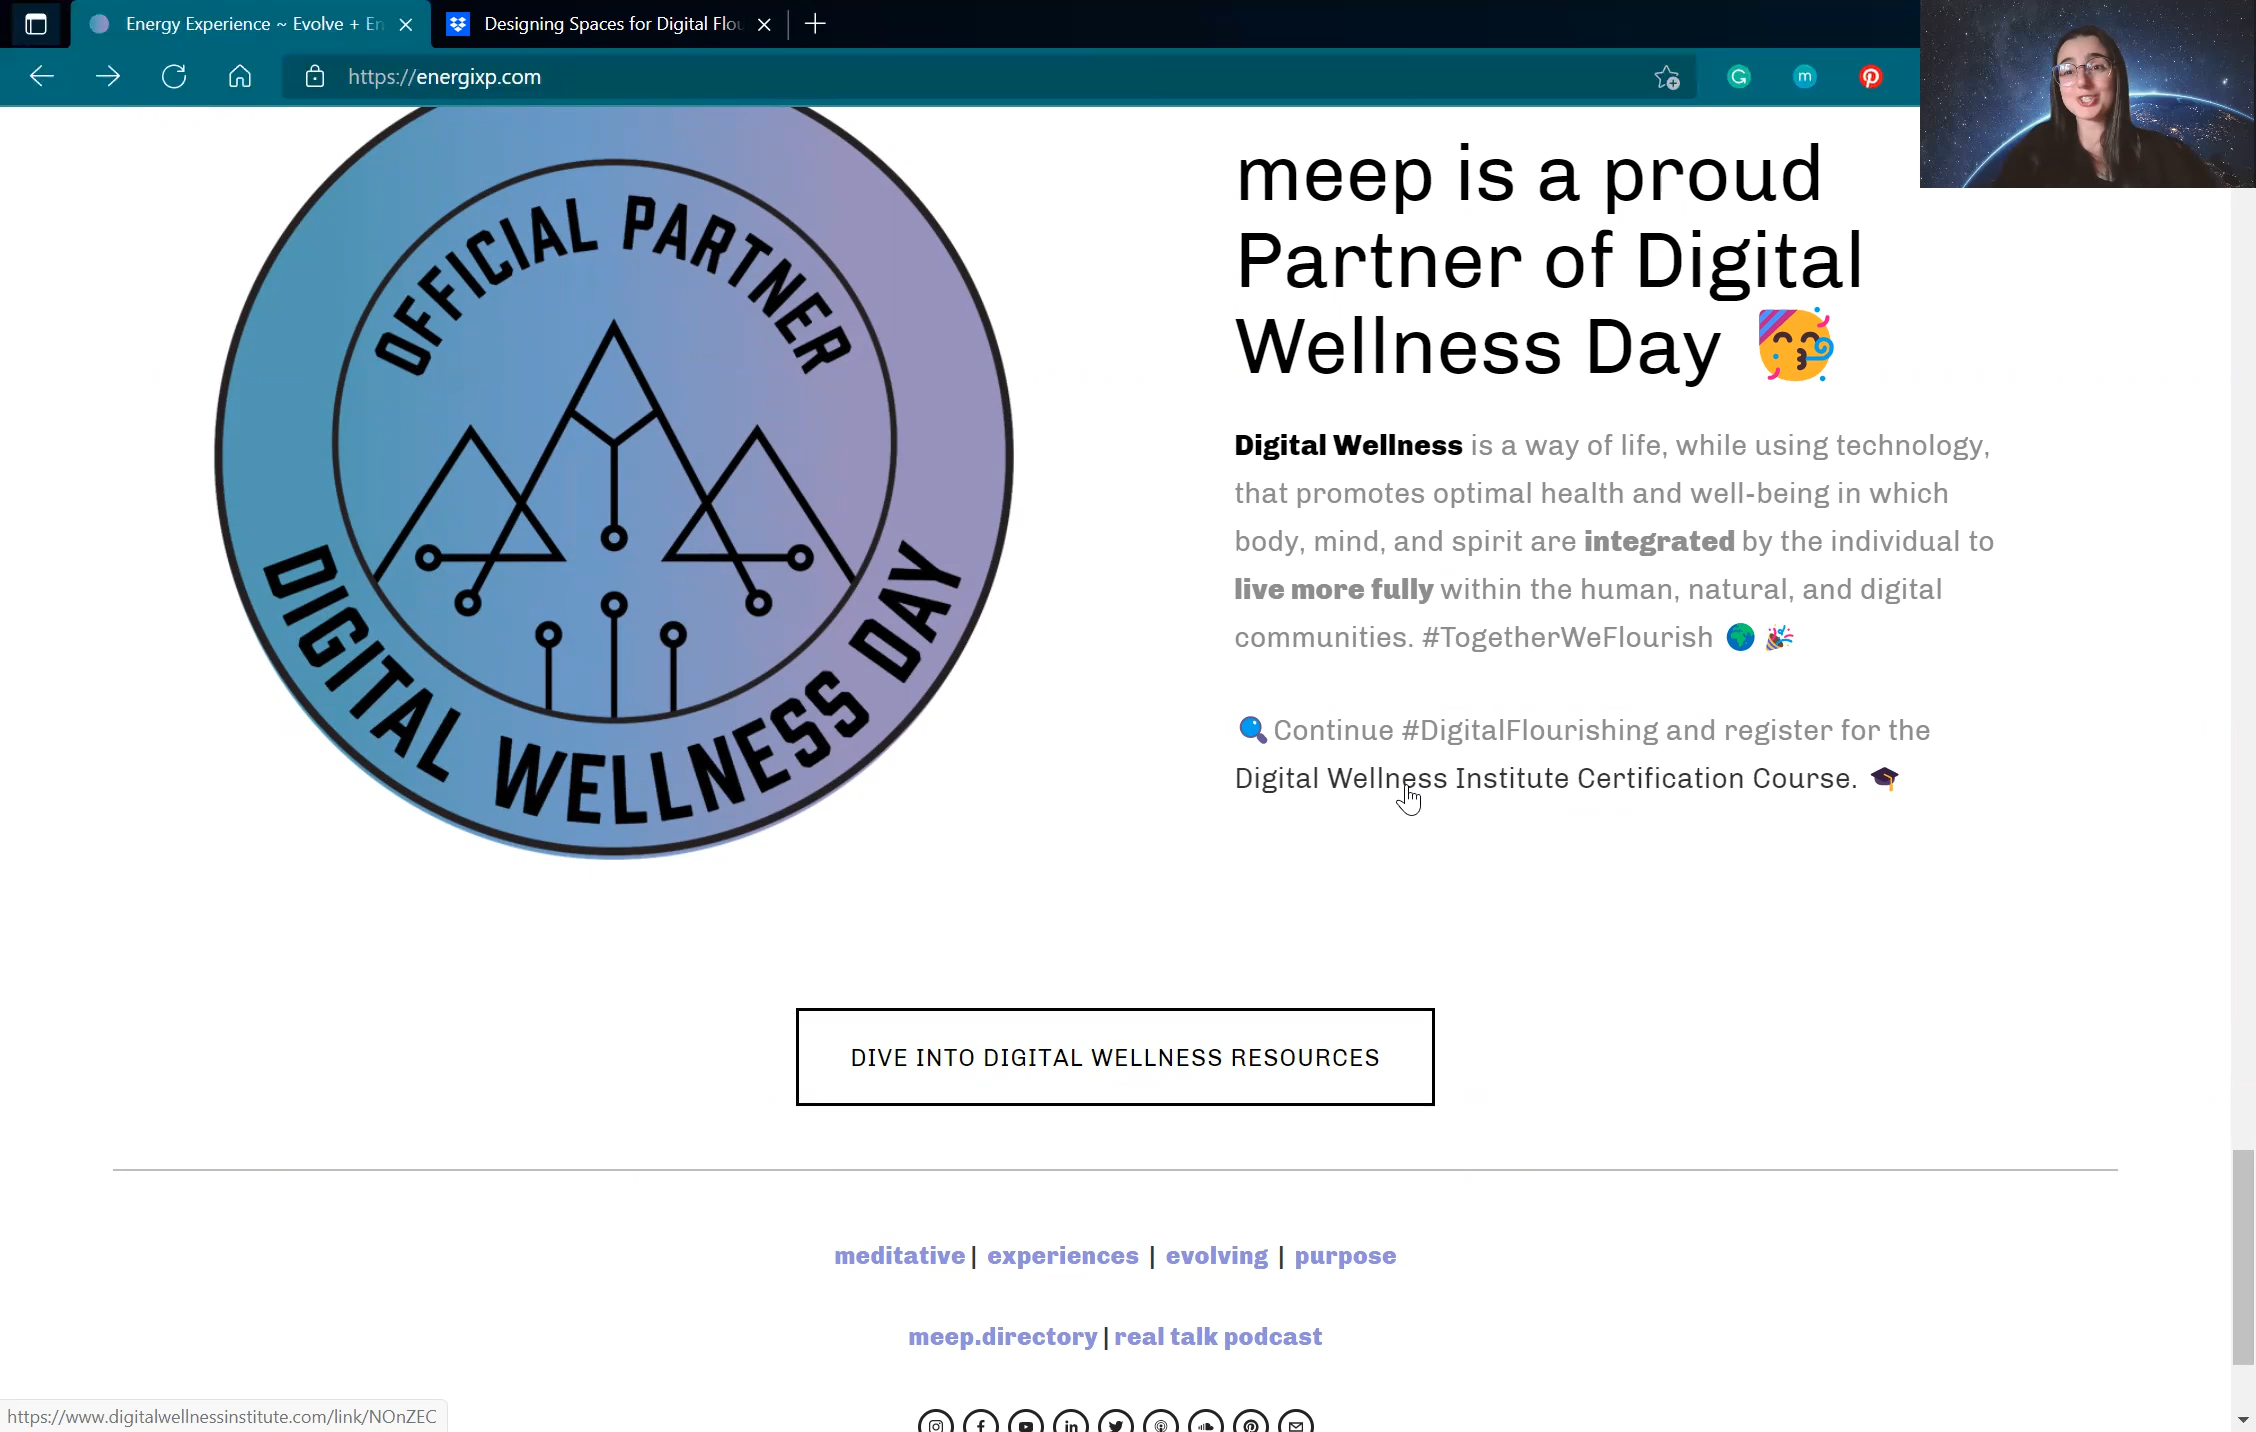 Energy Experience ~ Evolve + En
Designing Spaces for Digital Flou
https://energixp.com
OFFICIAL PARTNER
DIGITAL WELLNESS DAY
meep is a proud
Partner of Digital
Wellness Day 🥳
Digital Wellness is a way of life, while using technology,
that promotes optimal health and well-being in which
body, mind, and spirit are integrated by the individual to
live more fully within the human, natural, and digital
communities. #TogetherWeFlourish 🌍 🎉
🔍 Continue #DigitalFlourishing and register for the
Digital Wellness Institute Certification Course. 🎓
DIVE INTO DIGITAL WELLNESS RESOURCES
meditative | experiences | evolving | purpose
meep.directory | real talk podcast
https://www.digitalwellnessinstitute.com/link/NOnZEC